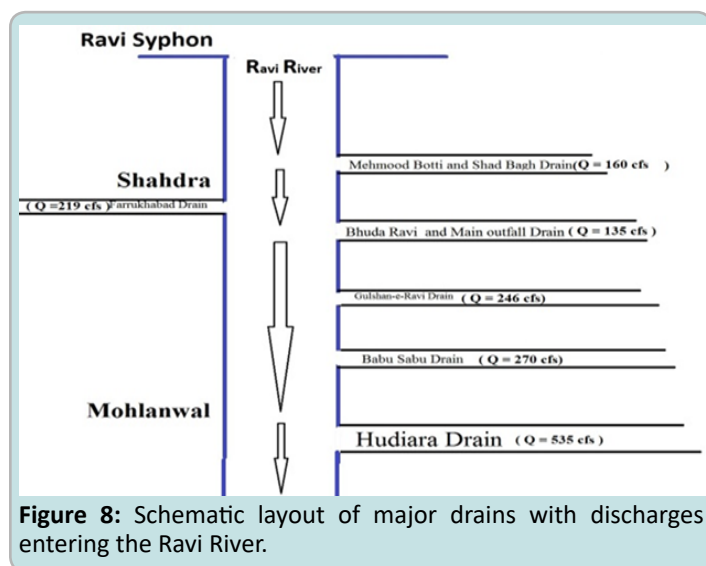 Ravi Syphon
Ravi River
Mehmood Botti and Shad Bagh Drain(Q = 160 cfs )
Shahdra
( Q =219 cfs )Farrukhabad Drain
Bhuda Ravi and Main outfall Drain ( Q = 135 cfs )
Gulshan-e-Ravi Drain ( Q = 246 cfs)
Babu Sabu Drain ( Q = 270 cfs)
Mohlanwal
Hudiara Drain ( Q = 535 cfs )
Figure 8: Schematic layout of major drains with discharges
entering the Ravi River.